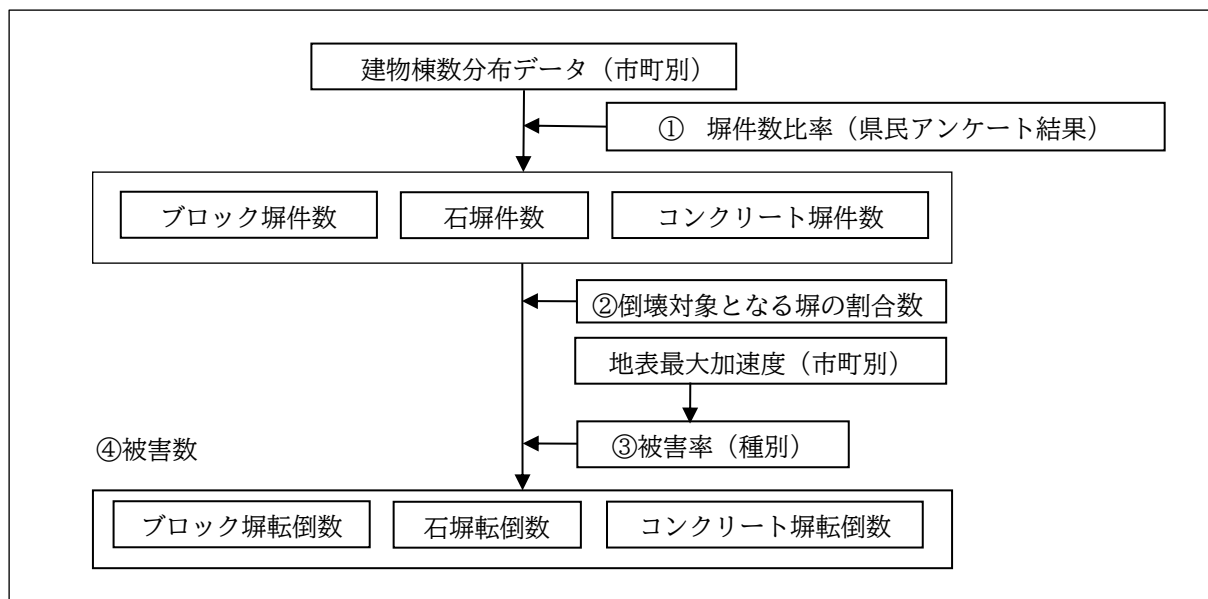 建物棟数分布データ（市町別）
①　塀件数比率（県民アンケート結果）
ブロック塀件数
石塀件数
コンクリート塀件数
②倒壊対象となる塀の割合数
地表最大加速度（市町別）
③被害率（種別）
④被害数
ブロック塀転倒数
石塀転倒数
コンクリート塀転倒数